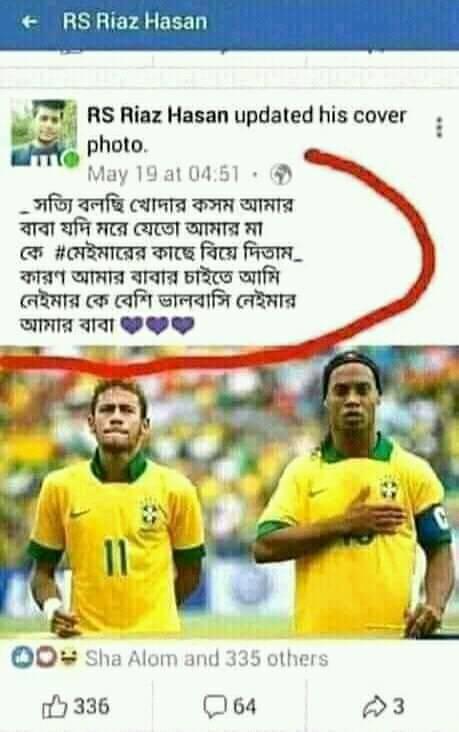 RS Riaz Hasan
RS Riaz Hasan updated his cover
photo.
May 19 at 04:51 ·
_ সত্যি বলছি খোদার কসম আমার
বাবা যদি মরে যেতো আমার মা
কে #মেইমারের কাছে বিয়ে দিতাম_
কারণ আমার বাবার চাইতে আমি
নেইমার কে বেশি ভালবাসি নেইমার
আমার বাবা 💜💜💜
11
Sha Alom and 335 others
336 64 3